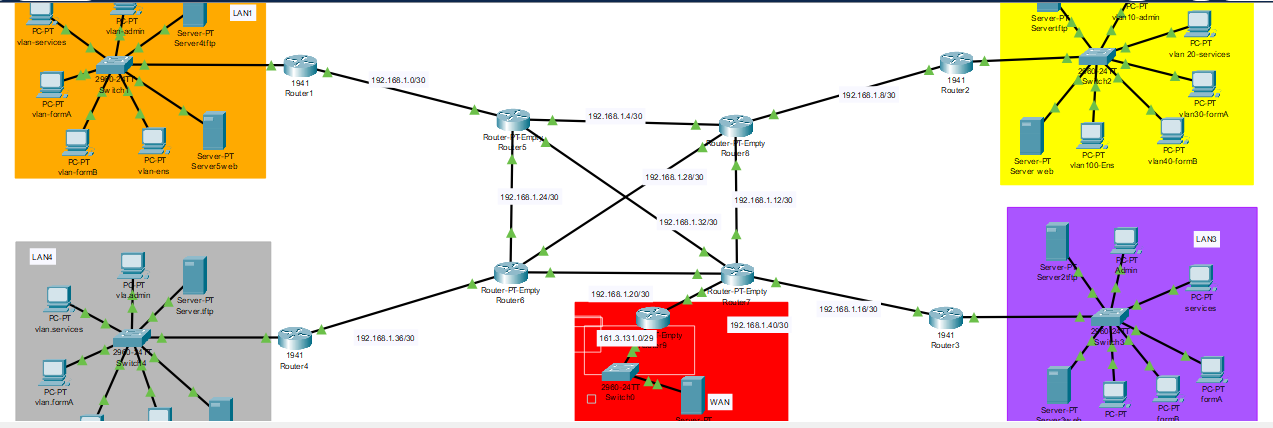 PC-PT
vlan-services
PC-PT
vlan-admin
Server-PT
Server4tftp
LAN1
2960-24TT
Switch1
PC-PT
vlan-formA
PC-PT
vlan-formB
PC-PT
vlan-ens
Server-PT
Server5web
1941
Router1
192.168.1.0/30
Router-PT-Empty
Router5
192.168.1.4/30
Router-PT-Empty
Router8
192.168.1.8/30
1941
Router2
Server-PT
Servertftp
PC-PT
vlan10-admin
PC-PT
vlan 20-services
2960-24TT
Switch2
PC-PT
vlan30-formA
PC-PT
vlan40-formB
PC-PT
vlan100-Ens
Server-PT
Server web
192.168.1.28/30
192.168.1.24/30
192.168.1.12/30
192.168.1.32/30
LAN4
PC-PT
vla.admin
Server-PT
Server.tftp
PC-PT
vlan.services
2960-24TT
Switch4
PC-PT
vlan.formA
1941
Router4
192.168.1.36/30
Router-PT-Empty
Router6
192.168.1.20/30
Router-PT-Empty
Router7
192.168.1.40/30
161.3.131.0/29
2960-24TT
Switch0
WAN
192.168.1.16/30
1941
Router3
LAN3
Server-PT
Server2tftp
PC-PT
Admin
PC-PT
services
2960-24TT
Switch3
PC-PT
formA
PC-PT
formB
PC-PT
Server-PT
Server3web